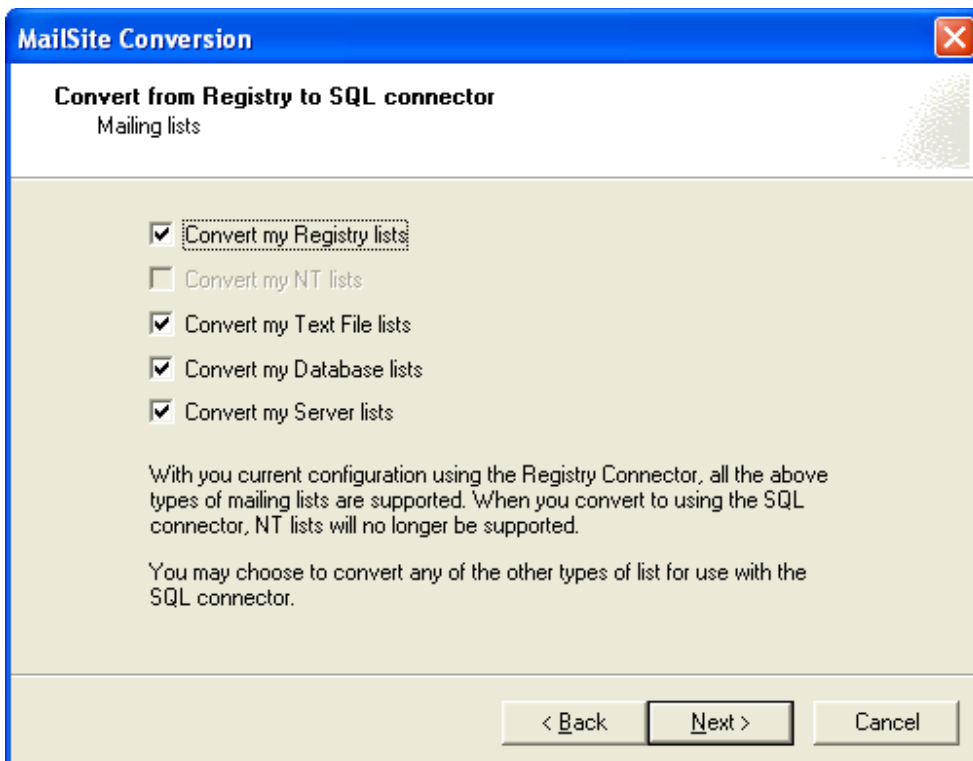 MailSite Conversion
Convert from Registry to SQL connector
Mailing lists
Convert my Registry lists
Convert my NT lists
Convert my Text File lists
Convert my Database lists
Convert my Server lists
With you current configuration using the Registry Connector, all the above
types of mailing lists are supported. When you convert to using the SQL
connector, NT lists will no longer be supported.
You may choose to convert any of the other types of list for use with the
SQL connector.
< Back
Next >
Cancel